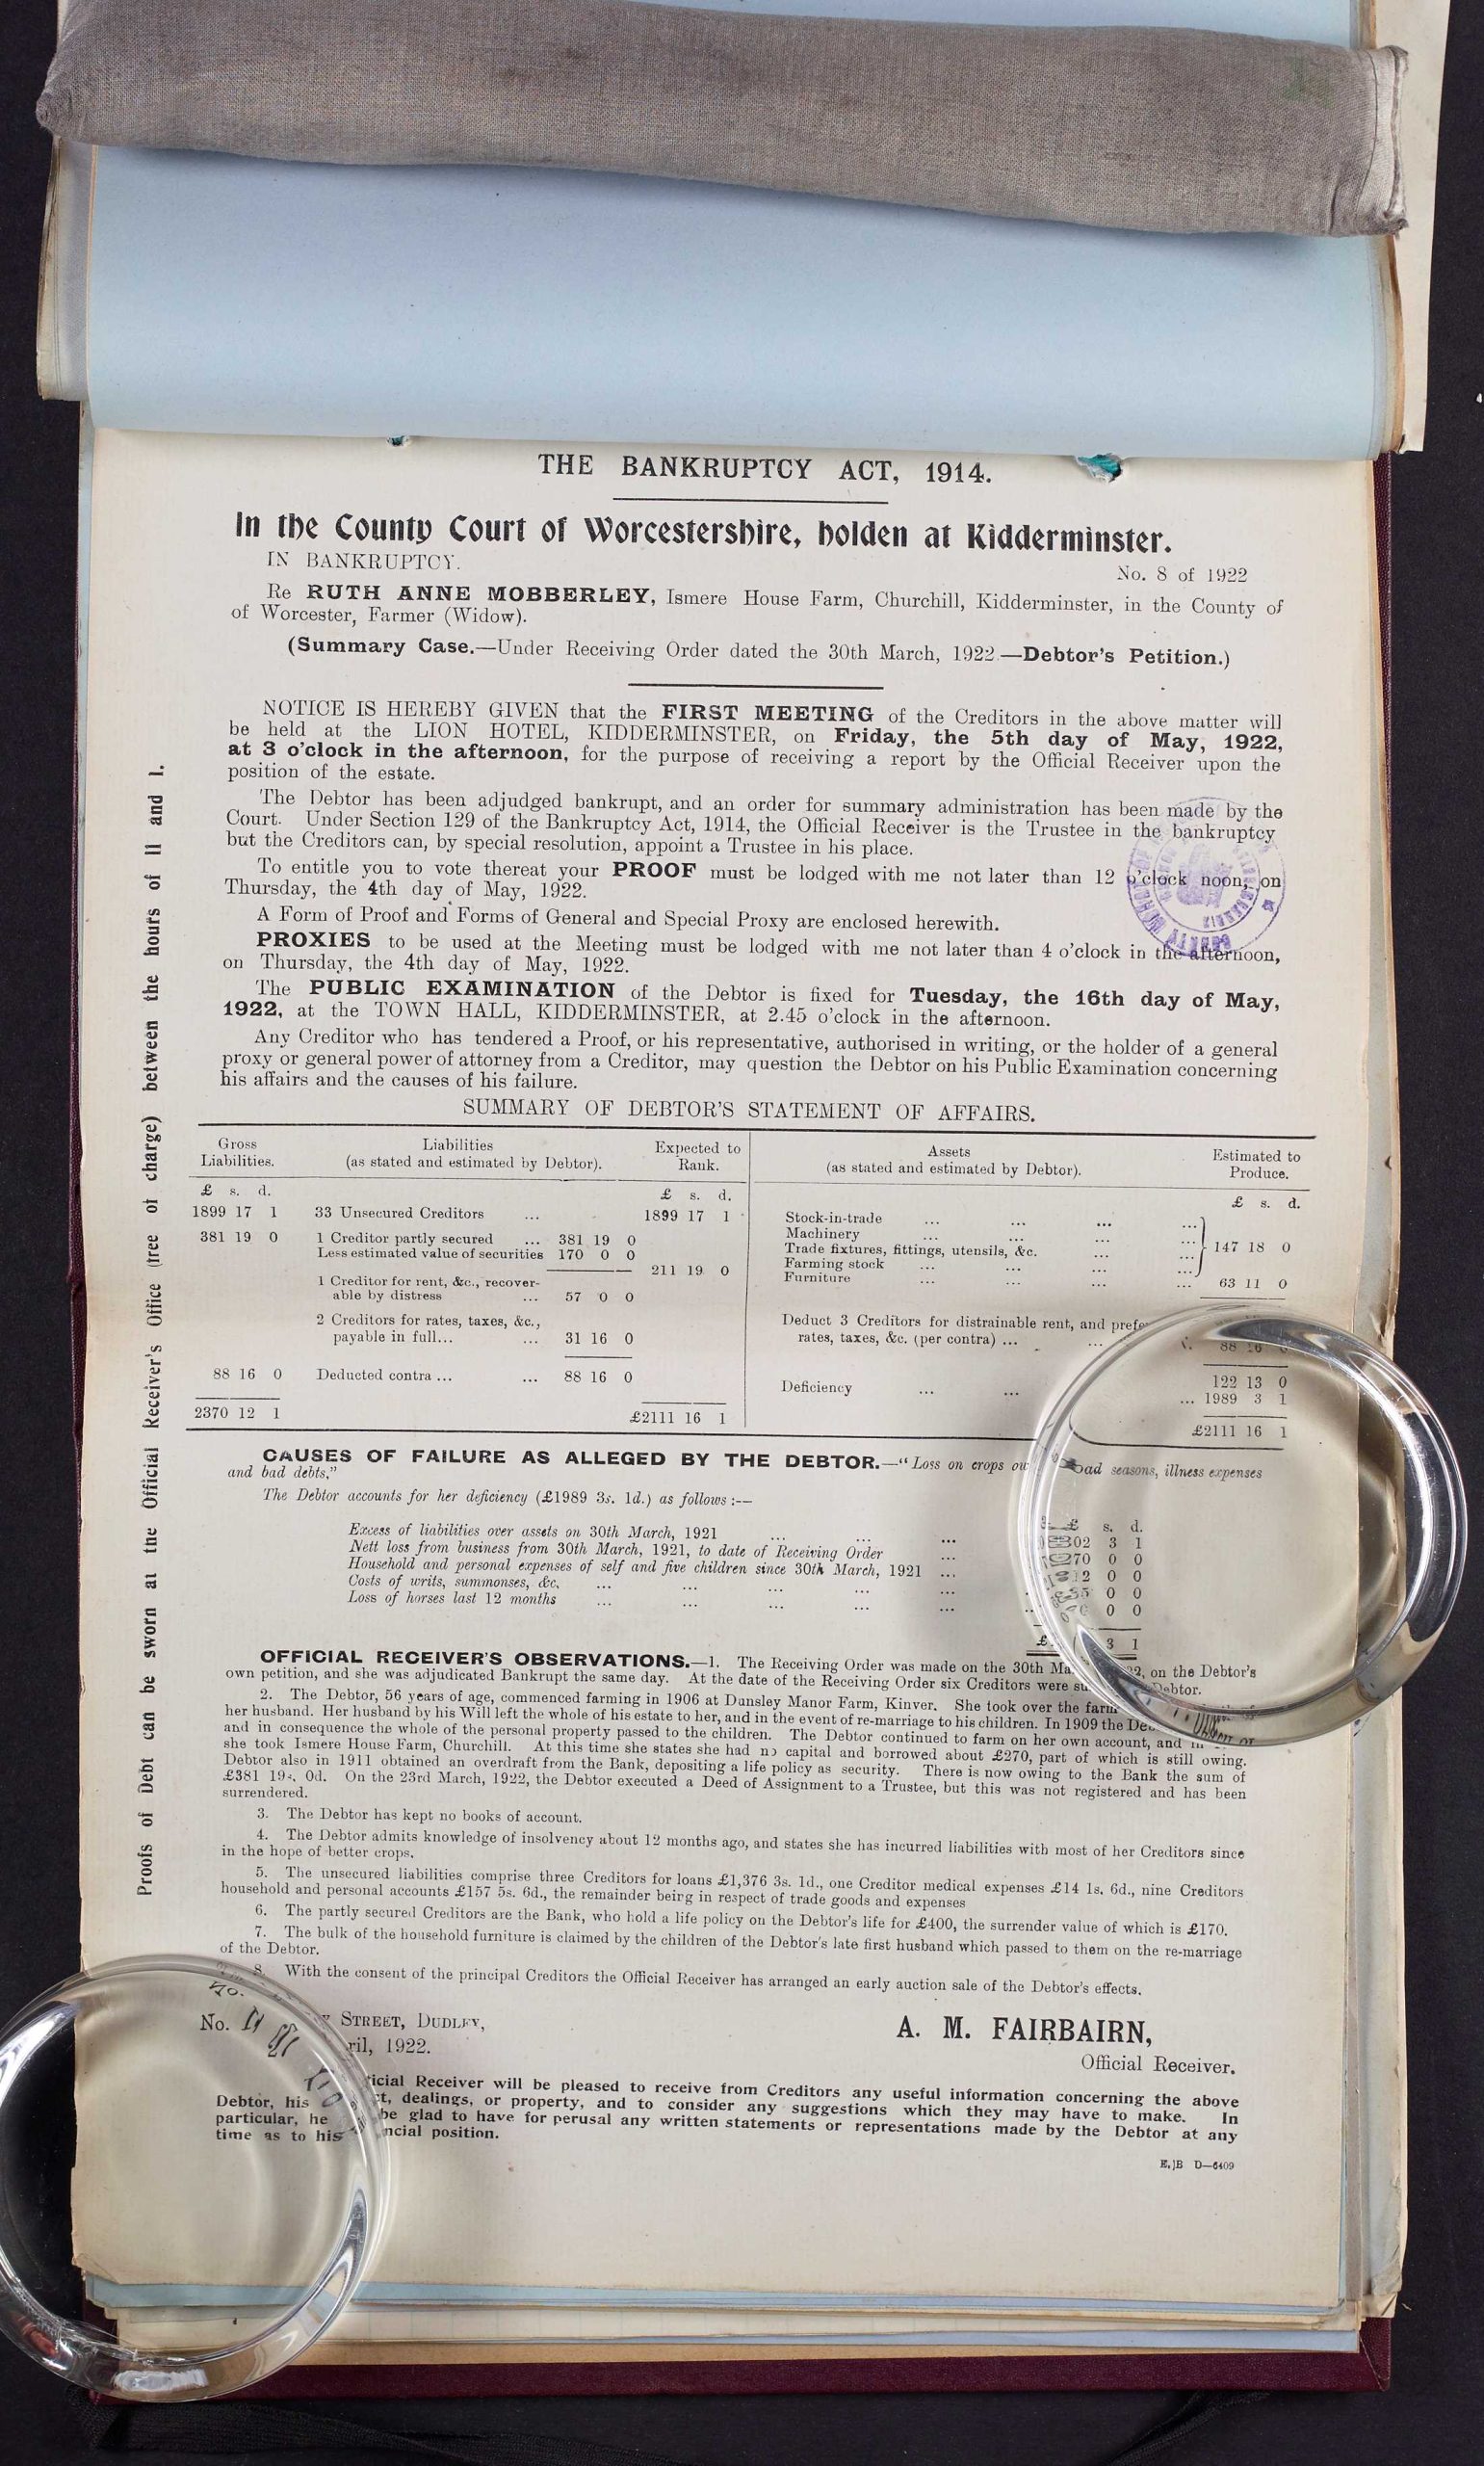 THE BANKRUPTCY ACT, 1914.
In the County Court of Worcestershire, holden at Kidderminster.
IN BANKRUPTCY.
No. 8 of 1922
Re RUTH ANNE MOBBERLEY, Ismere House Farm, Churchill, Kidderminster, in the County of
of Worcester, Farmer (Widow).
(Summary Case.—Under Receiving Order dated the 30th March, 1922.—Debtor's Petition.)
NOTICE IS HEREBY GIVEN that the FIRST MEETING of the Creditors in the above matter will
be held at the LION HOTEL, KIDDERMINSTER, on Friday, the 5th day of May, 1922,
at 3 o'clock in the afternoon, for the purpose of receiving a report by the Official Receiver upon the
position of the estate.
The Debtor has been adjudged bankrupt, and an order for summary administration has been made by the
Court. Under Section 129 of the Bankruptcy Act, 1914, the Official Receiver is the Trustee in the bankruptcy
but the Creditors can, by special resolution, appoint a Trustee in his place.
To entitle you to vote thereat your PROOF must be lodged with me not later than 12 o'clock noon, on
Thursday, the 4th day of May, 1922.
A Form of Proof and Forms of General and Special Proxy are enclosed herewith.
PROXIES to be used at the Meeting must be lodged with me not later than 4 o'clock in the afternoon,
on Thursday, the 4th day of May, 1922.
The PUBLIC EXAMINATION of the Debtor is fixed for Tuesday, the 16th day of May,
1922, at the TOWN HALL, KIDDERMINSTER, at 2.45 o'clock in the afternoon.
Any Creditor who has tendered a Proof, or his representative, authorised in writing, or the holder of a general
proxy or general power of attorney from a Creditor, may question the Debtor on his Public Examination concerning
his affairs and the causes of his failure.
Proofs of Debt can be sworn at the Official Receiver's Office (free of charge) between the hours of 11 and 1.
SUMMARY OF DEBTOR'S STATEMENT OF AFFAIRS.
Gross Liabilities. Liabilities (as stated and estimated by Debtor). Expected to Rank.
£ s. d. £ s. d.
1899 17 1 33 Unsecured Creditors ... 1899 17 1
381 19 0 1 Creditor partly secured ... 381 19 0
Less estimated value of securities 170 0 0
211 19 0
1 Creditor for rent, &c., recover-
able by distress ... 57 0 0
2 Creditors for rates, taxes, &c.,
payable in full... ... 31 16 0
88 16 0 Deducted contra ... ... 88 16 0
2370 12 1 £2111 16 1
Assets (as stated and estimated by Debtor). Estimated to Produce.
£ s. d.
Stock-in-trade ... ... ... ...
Machinery ... ... ... ...
Trade fixtures, fittings, utensils, &c. ... ... 147 18 0
Farming stock ... ... ... ...
Furniture ... ... ... ... 63 11 0
Deduct 3 Creditors for distrainable rent, and
rates, taxes, &c. (per contra) ... ... 88 16
122 13 0
Deficiency ... ... ... 1989 3 1
£2111 16 1
CAUSES OF FAILURE AS ALLEGED BY THE DEBTOR.—"Loss on crops seasons, illness expenses
and bad debts."
The Debtor accounts for her deficiency (£1989 3s. 1d.) as follows:—
£ s. d.
Excess of liabilities over assets on 30th March, 1921 ... ... ... 3 1
Nett loss from business from 30th March, 1921, to date of Receiving Order ... 0 0
Household and personal expenses of self and five children since 30th March, 1921 ... 0 0
Costs of writs, summonses, &c. ... ... ... ... ... 0 0
Loss of horses last 12 months ... ... ... ... ... 0 0
£ 3 1
OFFICIAL RECEIVER'S OBSERVATIONS.—1. The Receiving Order was made on the 30th on the Debtor's
own petition, and she was adjudicated Bankrupt the same day. At the date of the Receiving Order six Creditors were Debtor.
2. The Debtor, 56 years of age, commenced farming in 1906 at Dunsley Manor Farm, Kinver. She took over the farm
her husband. Her husband by his Will left the whole of his estate to her, and in the event of re-marriage to his children. In 1909 the
and in consequence the whole of the personal property passed to the children. The Debtor continued to farm on her own account, and
she took Ismere House Farm, Churchill. At this time she states she had no capital and borrowed about £270, part of which is still owing.
Debtor also in 1911 obtained an overdraft from the Bank, depositing a life policy as security. There is now owing to the Bank the sum of
£381 19s. 0d. On the 23rd March, 1922, the Debtor executed a Deed of Assignment to a Trustee, but this was not registered and has been
surrendered.
3. The Debtor has kept no books of account.
4. The Debtor admits knowledge of insolvency about 12 months ago, and states she has incurred liabilities with most of her Creditors since
in the hope of better crops.
5. The unsecured liabilities comprise three Creditors for loans £1,376 3s. 1d., one Creditor medical expenses £14 1s. 6d., nine Creditors
household and personal accounts £157 5s. 6d., the remainder being in respect of trade goods and expenses
6. The partly secured Creditors are the Bank, who hold a life policy on the Debtor's life for £400, the surrender value of which is £170.
7. The bulk of the household furniture is claimed by the children of the Debtor's late first husband which passed to them on the re-marriage
of the Debtor.
8. With the consent of the principal Creditors the Official Receiver has arranged an early auction sale of the Debtor's effects.
No. STREET, DUDLEY,
1922.
A. M. FAIRBAIRN,
Official Receiver.
Receiver will be pleased to receive from Creditors any useful information concerning the above
Debtor, his dealings, or property, and to consider any suggestions which they may have to make. In
particular, he be glad to have for perusal any written statements or representations made by the Debtor at any
time as to his position.
E.JB D—6409